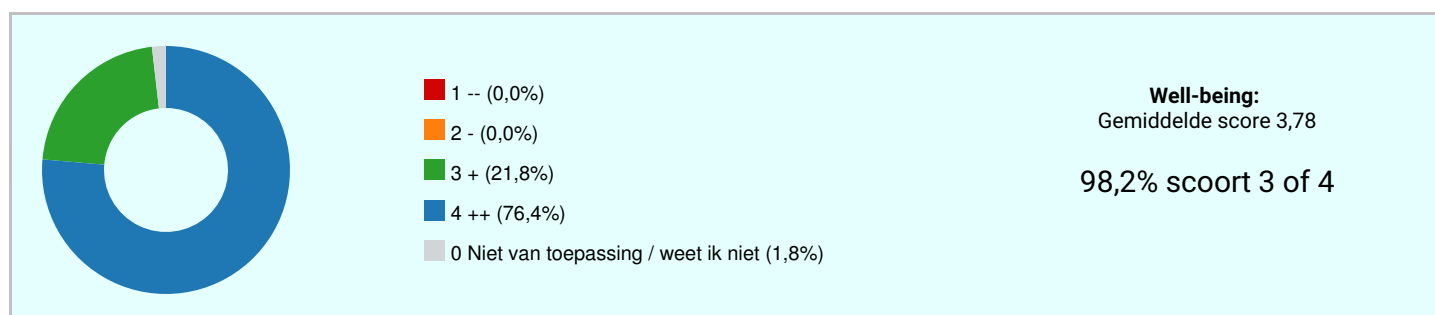 1 -- (0,0%)
2 - (0,0%)
3 + (21,8%)
4 ++ (76,4%)
0 Niet van toepassing / weet ik niet (1,8%)
Well-being:
Gemiddelde score 3,78
98,2% scoort 3 of 4